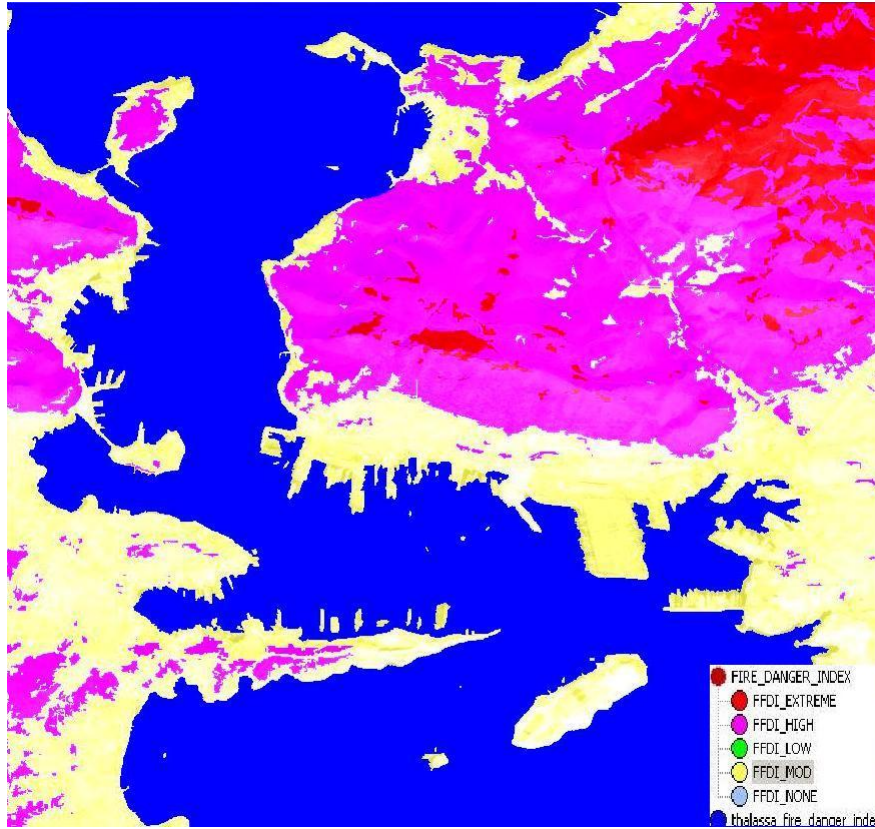 FIRE_DANGER_INDEX
FFDI_EXTREME
FFDI_HIGH
FFDI_LOW
FFDI_MOD
FFDI_NONE
thalassa_fire_danger_inde